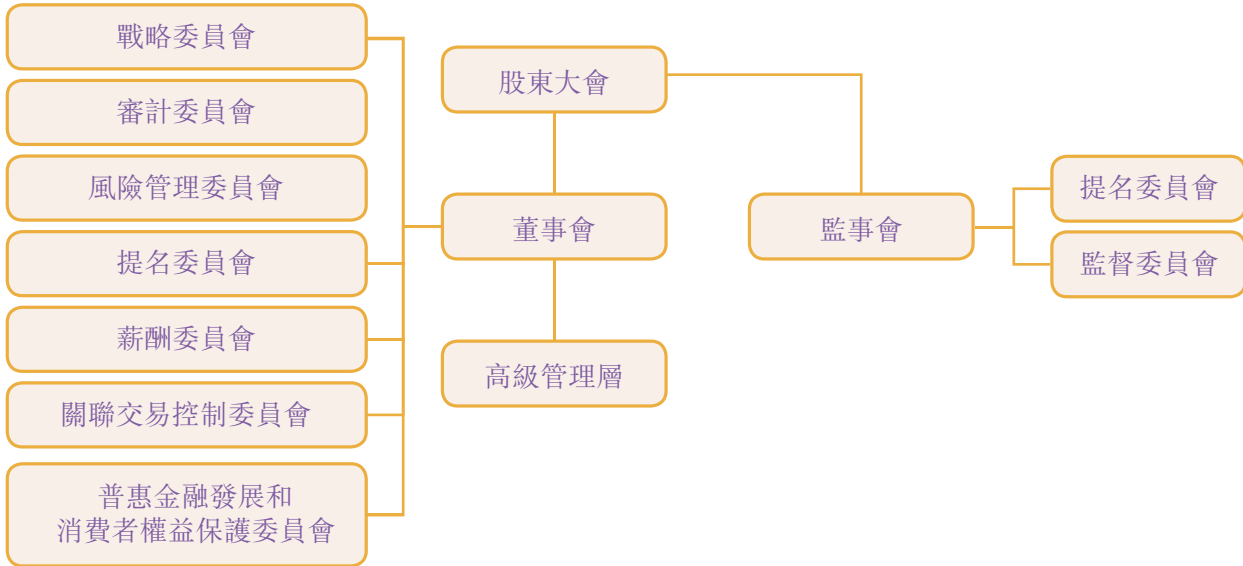 戰略委員會
審計委員會
風險管理委員會
提名委員會
薪酬委員會
關聯交易控制委員會
普惠金融發展和
消費者權益保護委員會
股東大會
董事會
高級管理層
監事會
提名委員會
監督委員會